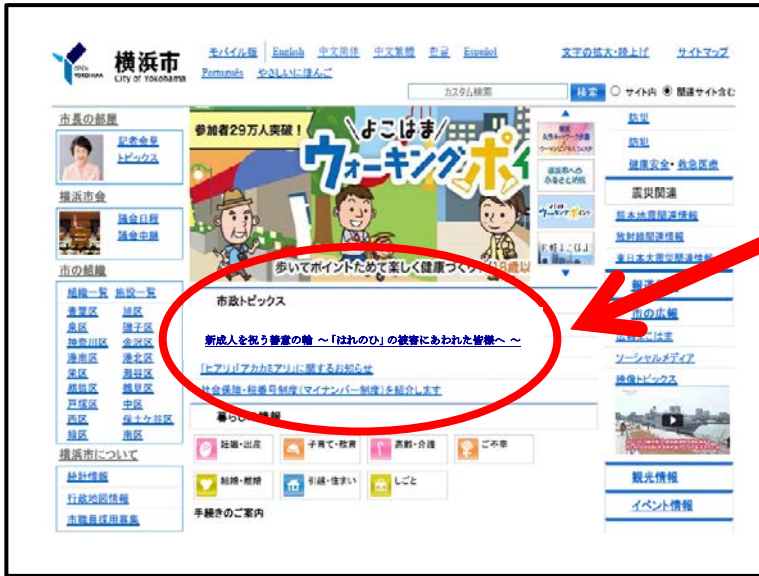 OPEN YOKOHAMA
横浜市
City of Yokohama
モバイル版 English 中文简体 中文繁體 한글 Español
Português やさしいにほんご
文字の拡大・読上げ サイトマップ
カスタム検索 検索 サイト内 関連サイト含む
市長の部屋
記者会見
トピックス
横浜市会
議会日程
議会中継
市の組織
組織一覧 施設一覧
青葉区 旭区
泉区 磯子区
神奈川区 金沢区
港南区 港北区
栄区 瀬谷区
都筑区 鶴見区
戸塚区 中区
西区 保土ケ谷区
緑区 南区
横浜市について
統計情報
行政地図情報
市職員採用募集
参加者29万人突破!
よこはま
ウォーキングポイ
歩いてポイントためて楽しく健康づくり!
18歳以
横浜市への
ふるさと納税
市政トピックス
新成人を祝う善意の輪 ～「はれのひ」の被害にあわれた皆様へ ～
「ヒアリ」「アカカミアリ」に関するお知らせ
社会保障・税番号制度(マイナンバー制度)を紹介します
暮らしの情報
妊娠・出産 子育て・教育 高齢・介護 ご不幸
結婚・離婚 引越・住まい しごと
手続きのご案内
防災
防犯
健康安全・救急医療
震災関連
熊本地震関連情報
放射線関連情報
東日本大震災関連情報
市の広報
ソーシャルメディア
映像トピックス
観光情報
イベント情報